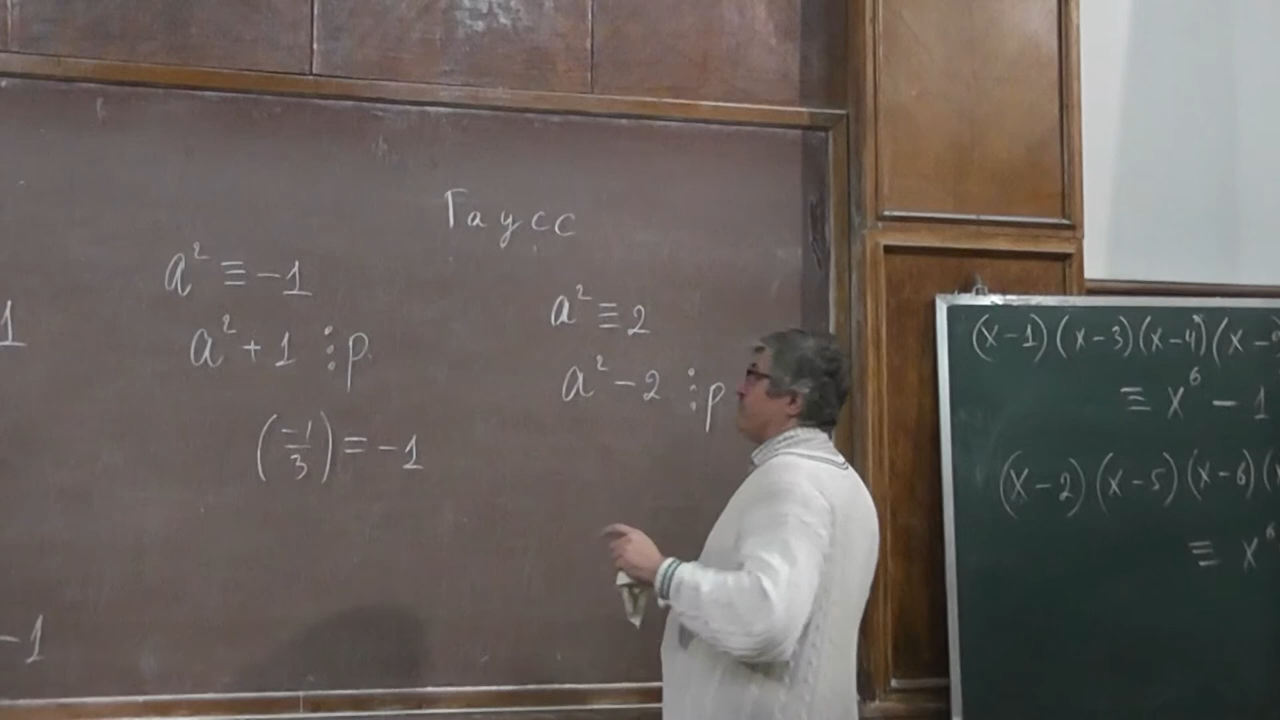 Гаусс
a² ≡ -1
1
a² + 1 ⋮ p
(-1/3) = -1
-1
a² ≡ 2
a² - 2 ⋮ p
(x-1)(x-3)(x-4)(x-
≡ x⁶ - 1
(x-2)(x-5)(x-6)(x
≡ x⁶